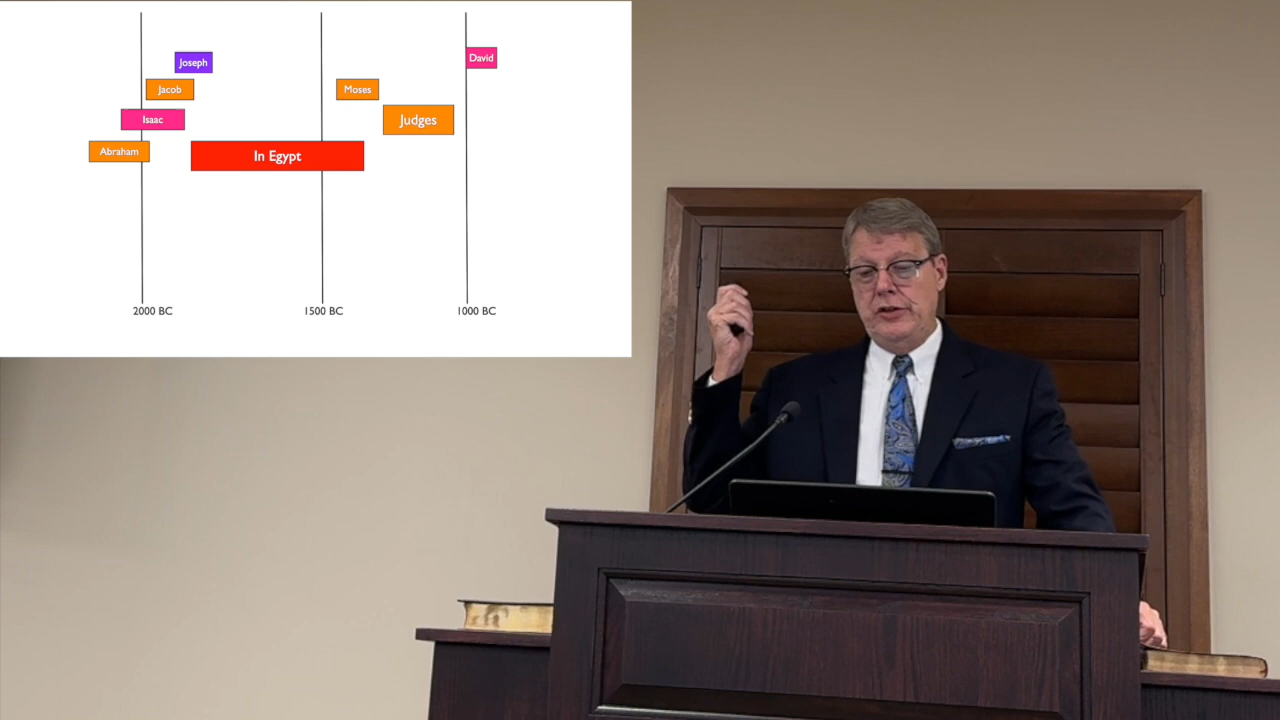 David
Joseph
Jacob
Moses
Isaac
Judges
Abraham
In Egypt
2000 BC
1500 BC
1000 BC